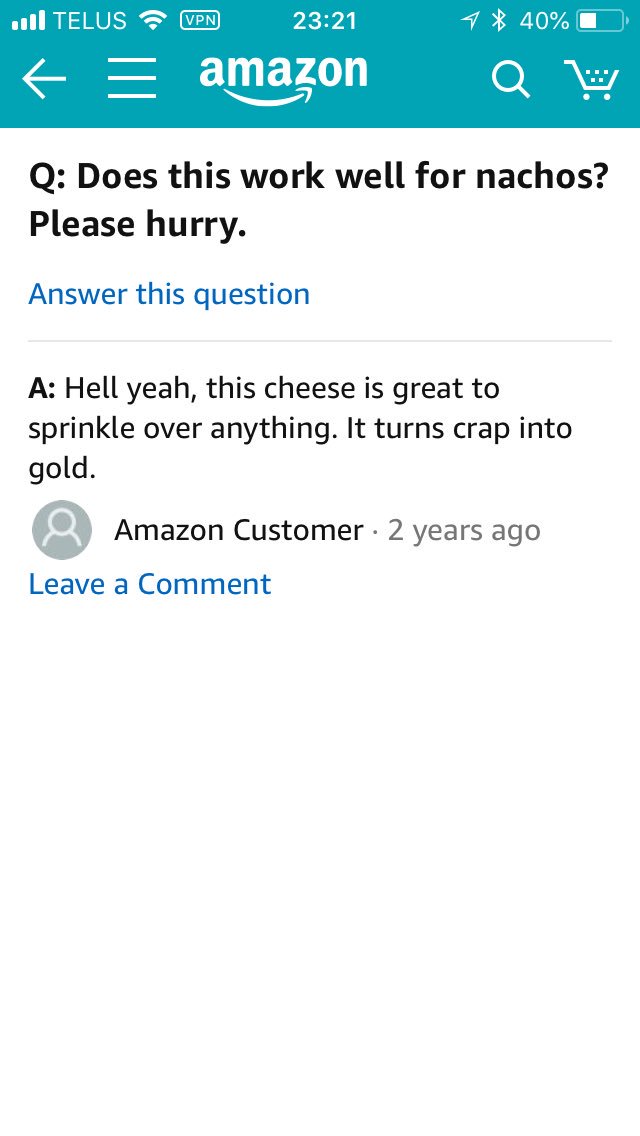 TELUS VPN 23:21 40%
amazon
Q: Does this work well for nachos?
Please hurry.
Answer this question
A: Hell yeah, this cheese is great to
sprinkle over anything. It turns crap into
gold.
Amazon Customer · 2 years ago
Leave a Comment